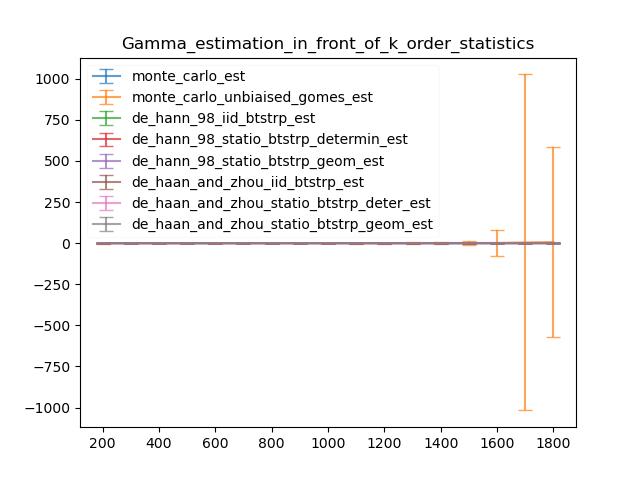 Gamma_estimation_in_front_of_k_order_statistics
1000
750
500
250
0
−250
−500
−750
−1000
monte_carlo_est
monte_carlo_unbiaised_gomes_est
de_hann_98_iid_btstrp_est
de_hann_98_statio_btstrp_determin_est
de_hann_98_statio_btstrp_geom_est
de_haan_and_zhou_iid_btstrp_est
de_haan_and_zhou_statio_btstrp_deter_est
de_haan_and_zhou_statio_btstrp_geom_est
200 400 600 800 1000 1200 1400 1600 1800